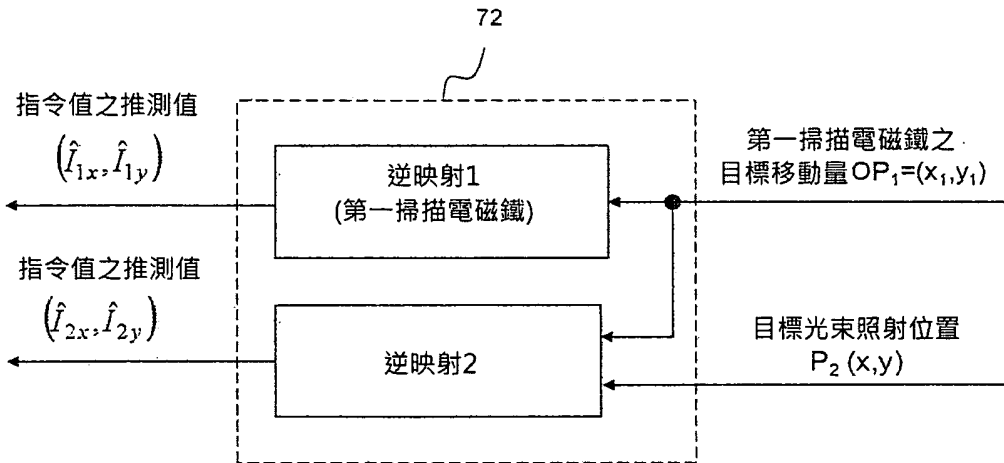 72
指令值之推測值
(Î₁ₓ, Î₁y)
逆映射1
(第一掃描電磁鐵)
第一掃描電磁鐵之
目標移動量OP₁=(x₁,y₁)
指令值之推測值
(Î₂ₓ, Î₂y)
逆映射2
目標光束照射位置
P₂ (x,y)